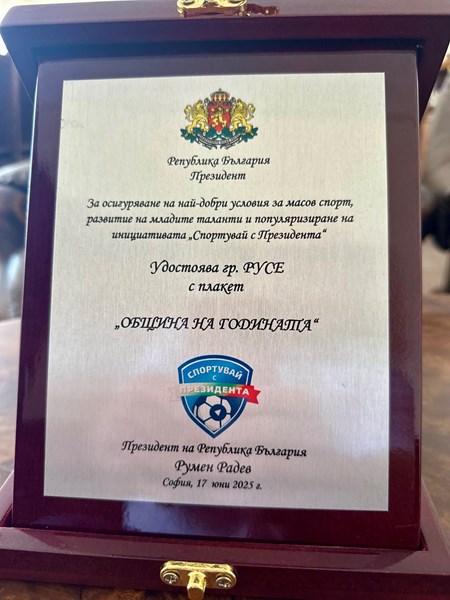 Република България
Президент
За осигуряване на най-добри условия за масов спорт,
развитие на младите таланти и популяризиране на
инициативата „Спортувай с Президента“
Удостоява гр. РУСЕ
с плакет
„ОБЩИНА НА ГОДИНАТА“
СПОРТУВАЙ
С
ПРЕЗИДЕНТА
Президент на Република България
Румен Радев
София, 17 юни 2025 г.